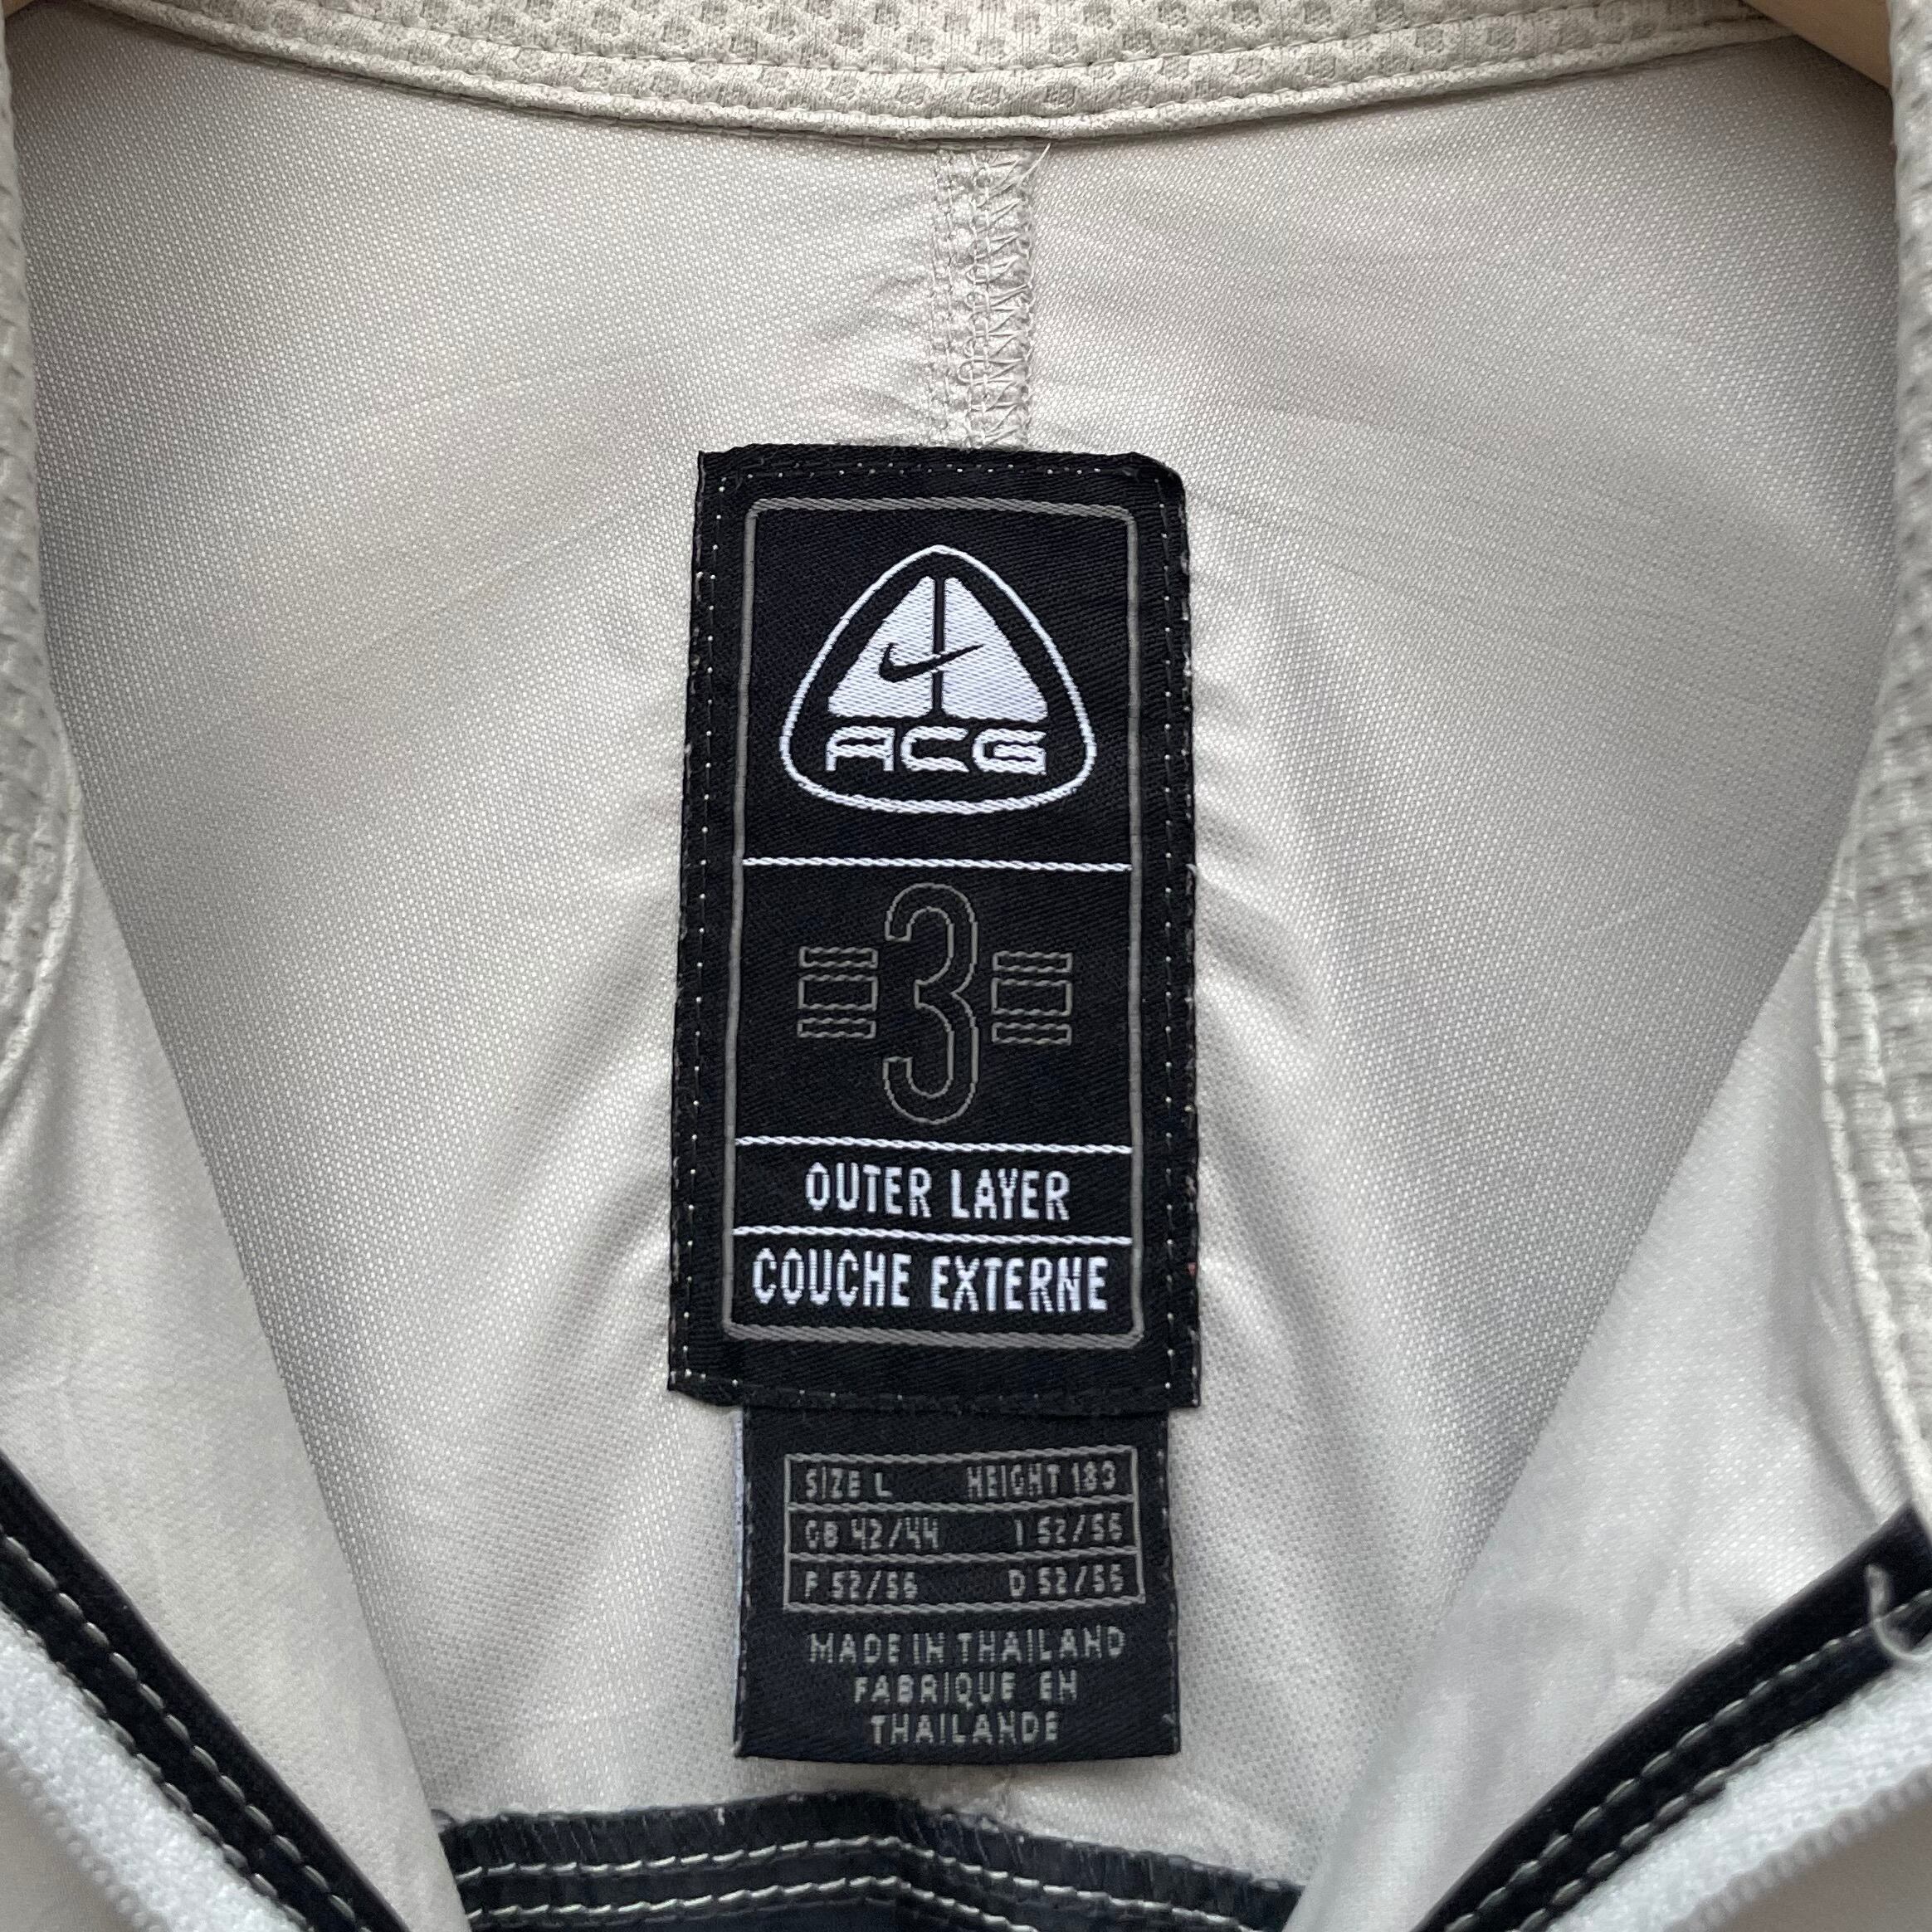 ACG
3
OUTER LAYER
COUCHE EXTERNE
SIZE L HEIGHT 183
GB 42/44 I 52/56
F 52/56 D 52/56
MADE IN THAILAND
FABRIQUE EN
THAILANDE